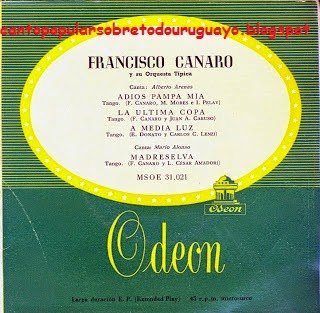 cantopopularsobretodouruguayo.blogspot
FRANCISCO CANARO
y su Orquesta Típica
Canta: Alberto Arenas
ADIOS PAMPA MIA
Tango. (F. CANARO, M. MORES e I. PELAY)
LA ULTIMA COPA
Tango. (F. CANARO y JUAN A. CARUSO)
A MEDIA LUZ
Tango. (E. DONATO y CARLOS C. LENZI)
Canta: Mario Alonso
MADRESELVA
Tango. (F. CANARO y L. CESAR AMADORI)
MSOE 31.021
Odeon
Odeon
Larga duración E. P. (Extended Play) 45 r.p.m. microsurco